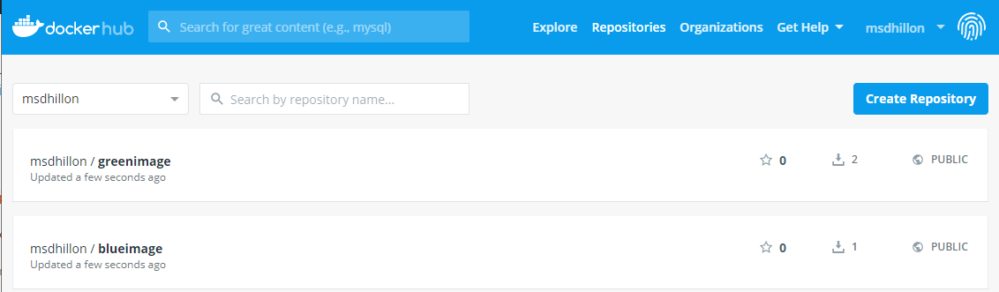 dockerhub Search for great content (e.g., mysql) Explore Repositories Organizations Get Help msdhillon
msdhillon Search by repository name... Create Repository
msdhillon / greenimage 0 2 PUBLIC
Updated a few seconds ago
msdhillon / blueimage 0 1 PUBLIC
Updated a few seconds ago